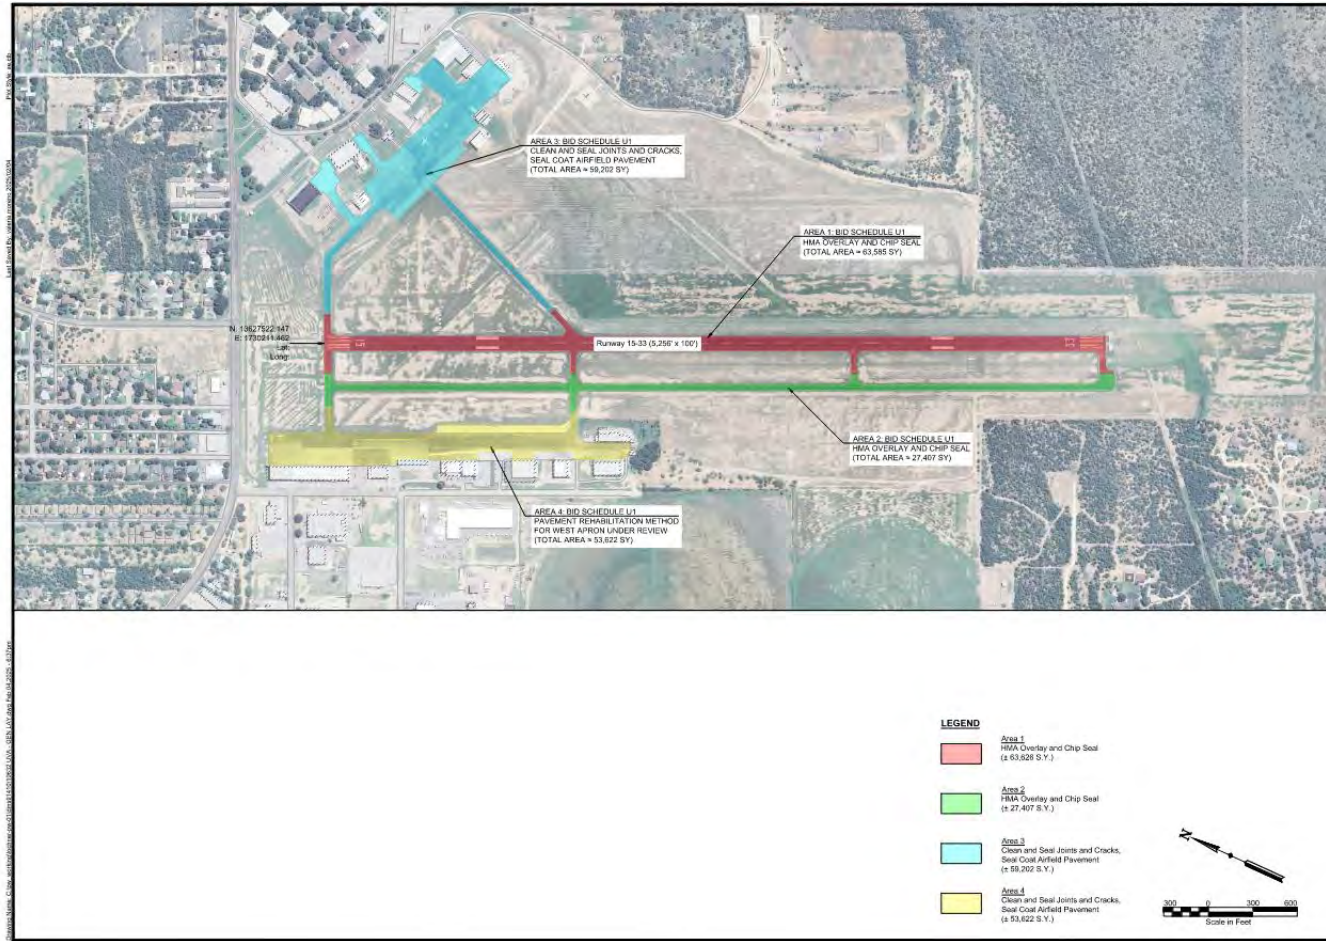 AREA 3: BID SCHEDULE U1
CLEAN AND SEAL JOINTS AND CRACKS,
SEAL COAT AIRFIELD PAVEMENT
(TOTAL AREA = 59,202 SY)
AREA 1: BID SCHEDULE U1
HMA OVERLAY AND CHIP SEAL
(TOTAL AREA = 63,585 SY)
N: 13627522.147
E: 1730211.462
Lat:
Long:
Runway 15-33 (5,256' x 100')
AREA 2: BID SCHEDULE U1
HMA OVERLAY AND CHIP SEAL
(TOTAL AREA = 27,407 SY)
AREA 4: BID SCHEDULE U1
PAVEMENT REHABILITATION METHOD
FOR WEST APRON UNDER REVIEW
(TOTAL AREA = 53,622 SY)
LEGEND
Area 1
HMA Overlay and Chip Seal
(± 63,626 S.Y.)
Area 2
HMA Overlay and Chip Seal
(± 27,407 S.Y.)
Area 3
Clean and Seal Joints and Cracks,
Seal Coat Airfield Pavement
(± 59,202 S.Y.)
Area 4
Clean and Seal Joints and Cracks,
Seal Coat Airfield Pavement
(± 53,622 S.Y.)
N
300 0 300 600
Scale in Feet